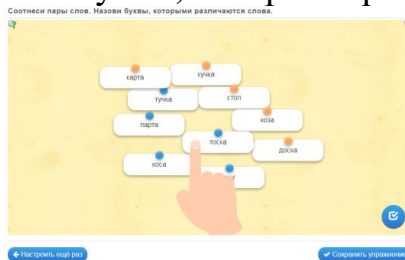 Соотнеси пары слов. Назови буквы, которыми различаются слова.
карта
кучка
тучка
стоп
парта
коза
тоска
доска
коса
Настроить ещё раз
Сохранить упражнение